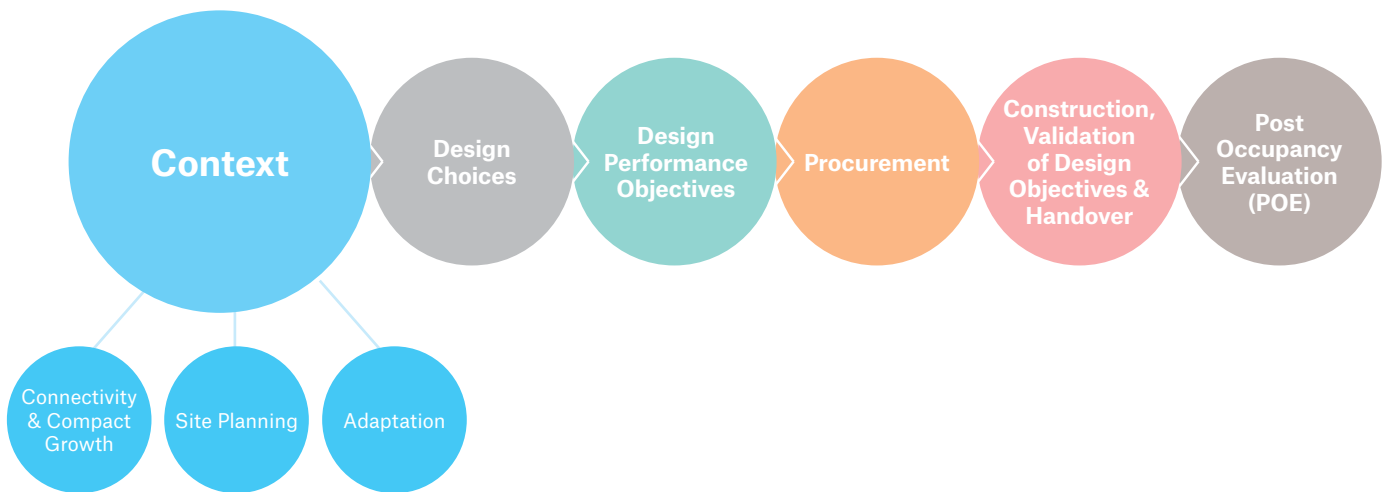 Context
Design
Choices
Design
Performance
Objectives
Procurement
Construction,
Validation
of Design
Objectives &
Handover
Post
Occupancy
Evaluation
(POE)
Connectivity
& Compact
Growth
Site Planning
Adaptation